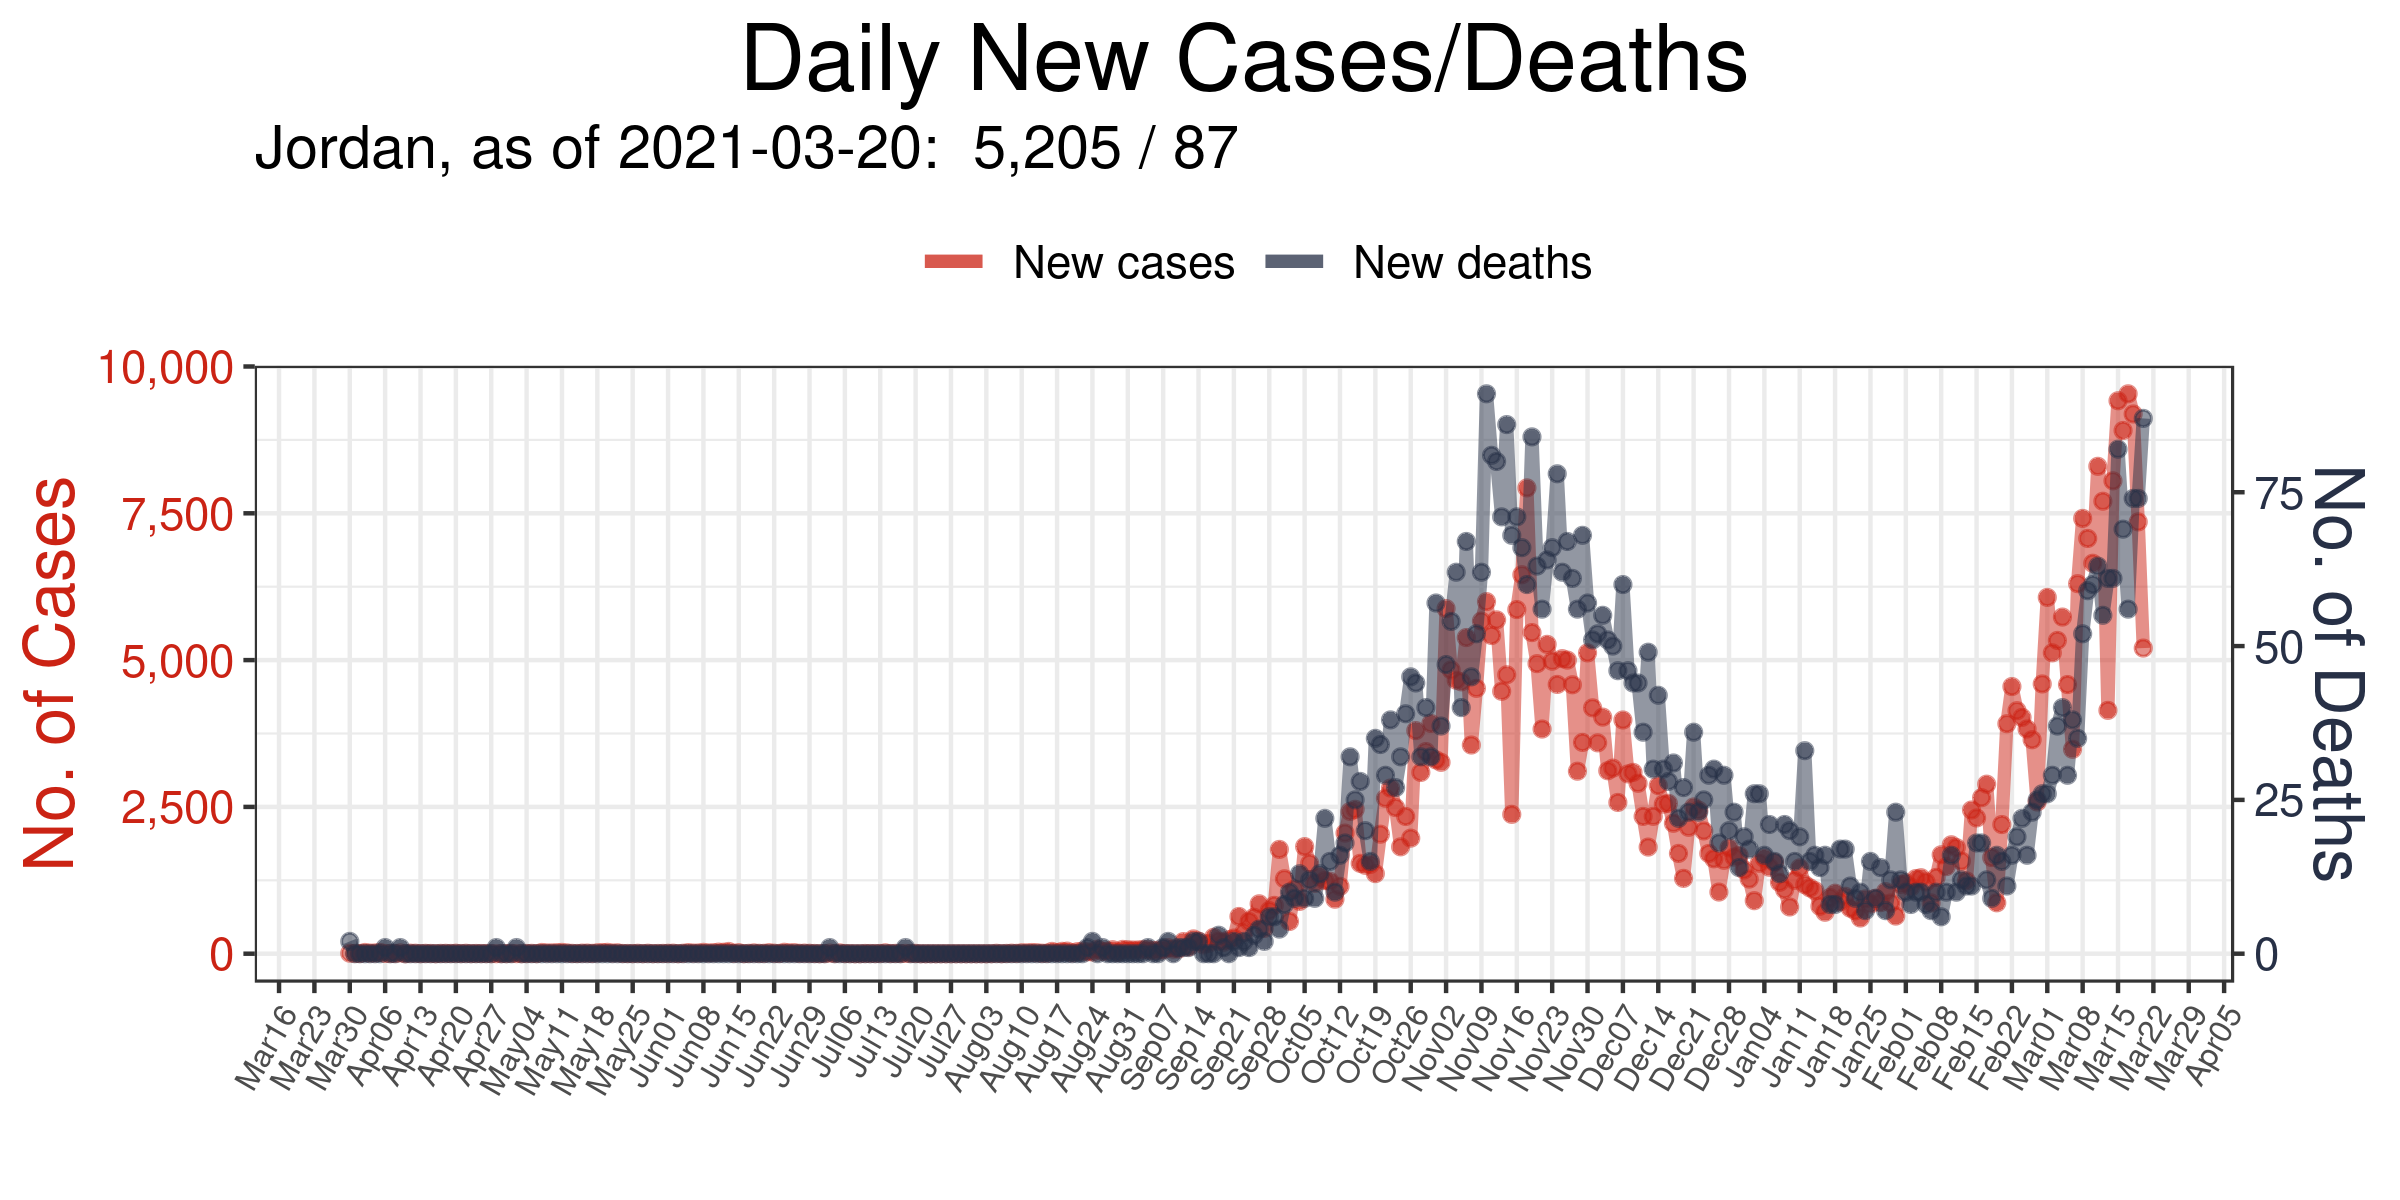 Daily New Cases/Deaths
Jordan, as of 2021-03-20:  5,205 / 87
New cases New deaths
No. of Cases
10,000
7,500
5,000
2,500
0
75
50
25
0
No. of Deaths
Mar16 Mar23 Mar30 Apr06 Apr13 Apr20 Apr27 May04 May11 May18 May25 Jun01 Jun08 Jun15 Jun22 Jun29 Jul06 Jul13 Jul20 Jul27 Aug03 Aug10 Aug17 Aug24 Aug31 Sep07 Sep14 Sep21 Sep28 Oct05 Oct12 Oct19 Oct26 Nov02 Nov09 Nov16 Nov23 Nov30 Dec07 Dec14 Dec21 Dec28 Jan04 Jan11 Jan18 Jan25 Feb01 Feb08 Feb15 Feb22 Mar01 Mar08 Mar15 Mar22 Mar29 Apr05